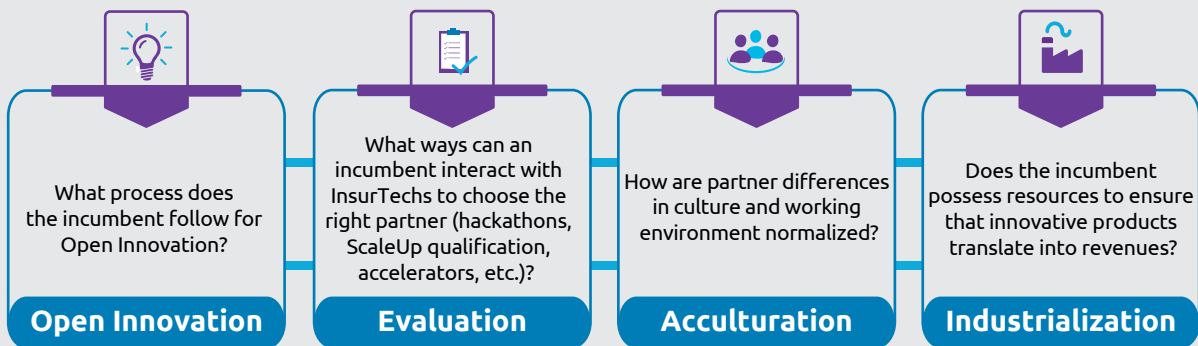 What process does
the incumbent follow for
Open Innovation?
Open Innovation
What ways can an
incumbent interact with
InsurTechs to choose the
right partner (hackathons,
ScaleUp qualification,
accelerators, etc.)?
Evaluation
How are partner differences
in culture and working
environment normalized?
Acculturation
Does the incumbent
possess resources to ensure
that innovative products
translate into revenues?
Industrialization